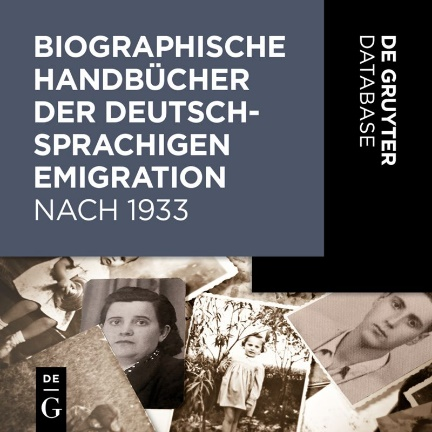 BIOGRAPHISCHE
HANDBÜCHER
DER DEUTSCH-
SPRACHIGEN
EMIGRATION
NACH 1933
DE GRUYTER
DATABASE
DE
G